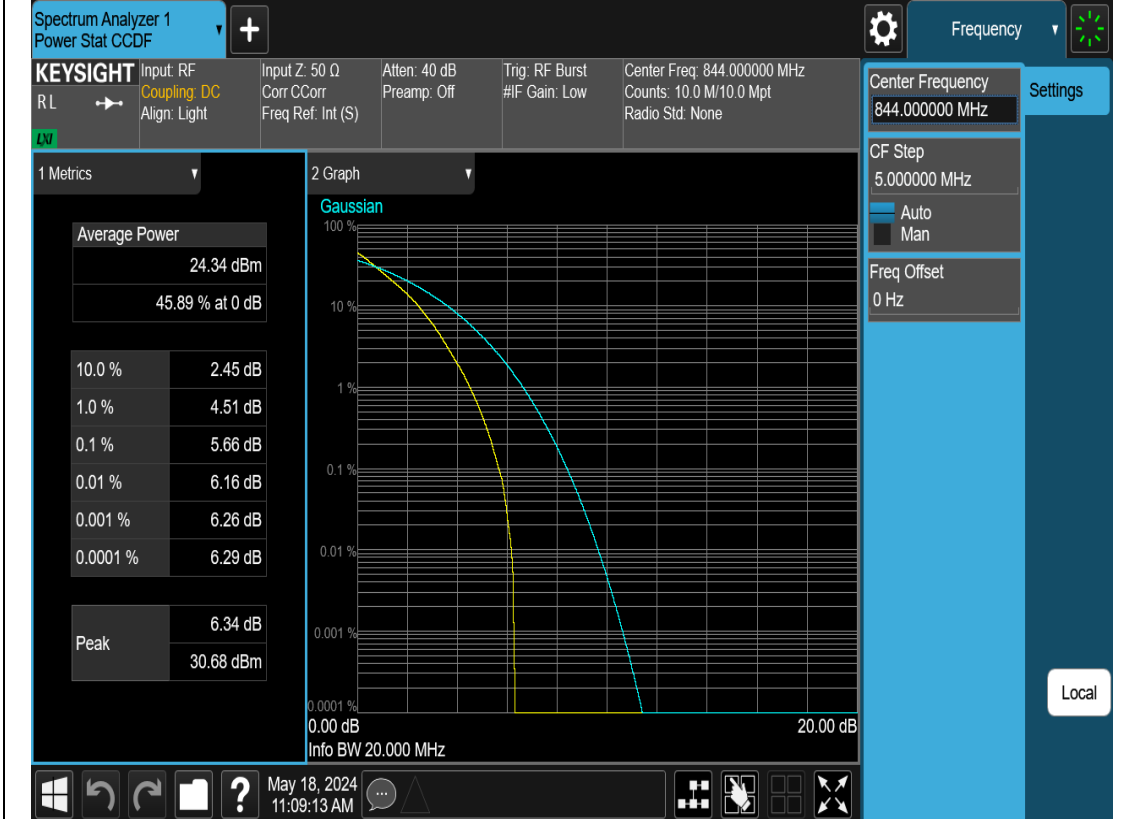 Spectrum Analyzer 1
Power Stat CCDF
+
Frequency
KEYSIGHT
RL
LXI
Input: RF
Coupling: DC
Align: Light
Input Z: 50 Ω
Corr CCorr
Freq Ref: Int (S)
Atten: 40 dB
Preamp: Off
Trig: RF Burst
#IF Gain: Low
Center Freq: 844.000000 MHz
Counts: 10.0 M/10.0 Mpt
Radio Std: None
Center Frequency
844.000000 MHz
Settings
CF Step
5.000000 MHz
Auto
Man
Freq Offset
0 Hz
Local
1 Metrics
Average Power
24.34 dBm
45.89 % at 0 dB
10.0 % 2.45 dB
1.0 % 4.51 dB
0.1 % 5.66 dB
0.01 % 6.16 dB
0.001 % 6.26 dB
0.0001 % 6.29 dB
Peak
6.34 dB
30.68 dBm
2 Graph
Gaussian
100 %
10 %
1 %
0.1 %
0.01 %
0.001 %
0.0001 %
0.00 dB 20.00 dB
Info BW 20.000 MHz
?
May 18, 2024
11:09:13 AM